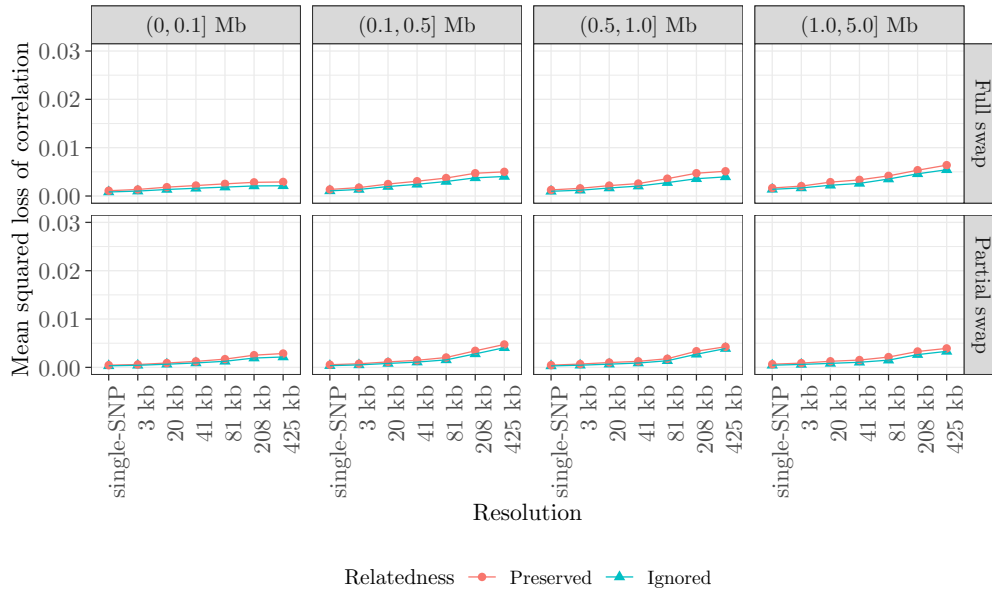 (0, 0.1] Mb
(0.1, 0.5] Mb
(0.5, 1.0] Mb
(1.0, 5.0] Mb
Mean squared loss of correlation
0.03
0.02
0.01
0.00
Full swap
0.03
0.02
0.01
0.00
Partial swap
single-SNP
3 kb
20 kb
41 kb
81 kb
208 kb
425 kb
single-SNP
3 kb
20 kb
41 kb
81 kb
208 kb
425 kb
single-SNP
3 kb
20 kb
41 kb
81 kb
208 kb
425 kb
single-SNP
3 kb
20 kb
41 kb
81 kb
208 kb
425 kb
Resolution
Relatedness Preserved Ignored